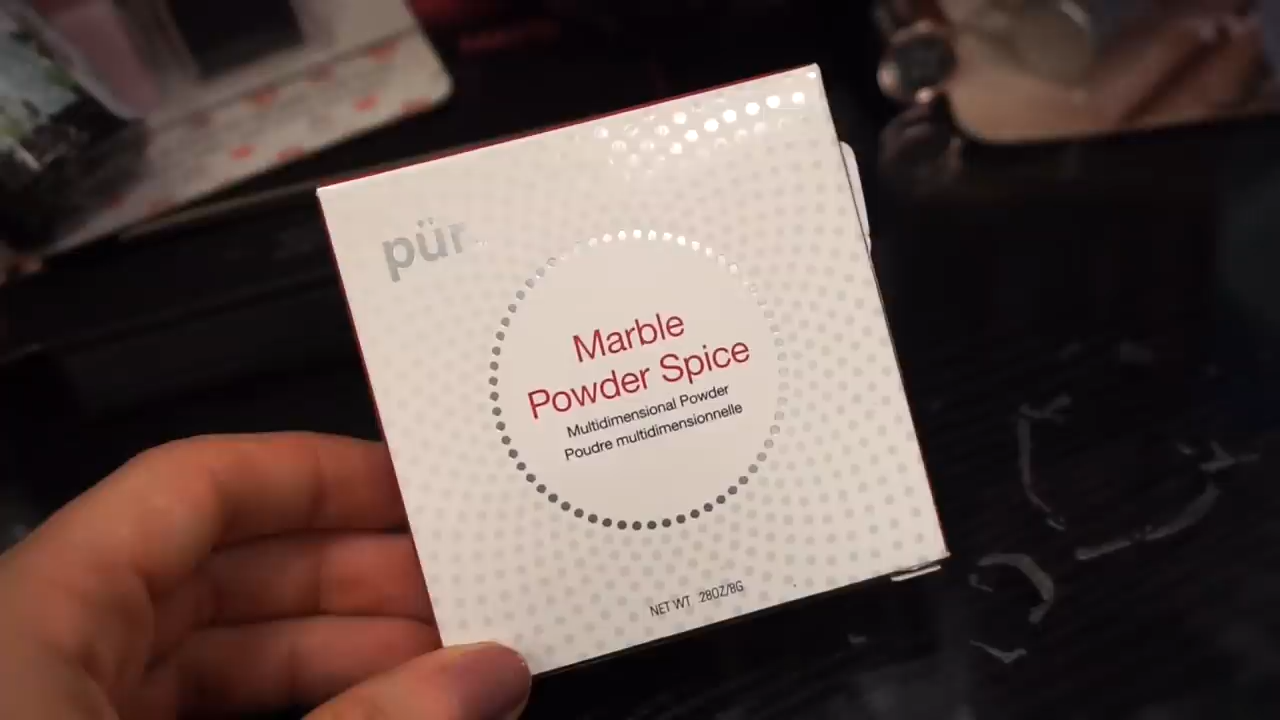 pür
Marble
Powder Spice
Multidimensional Powder
Poudre multidimensionnelle
NET WT .28OZ/8G